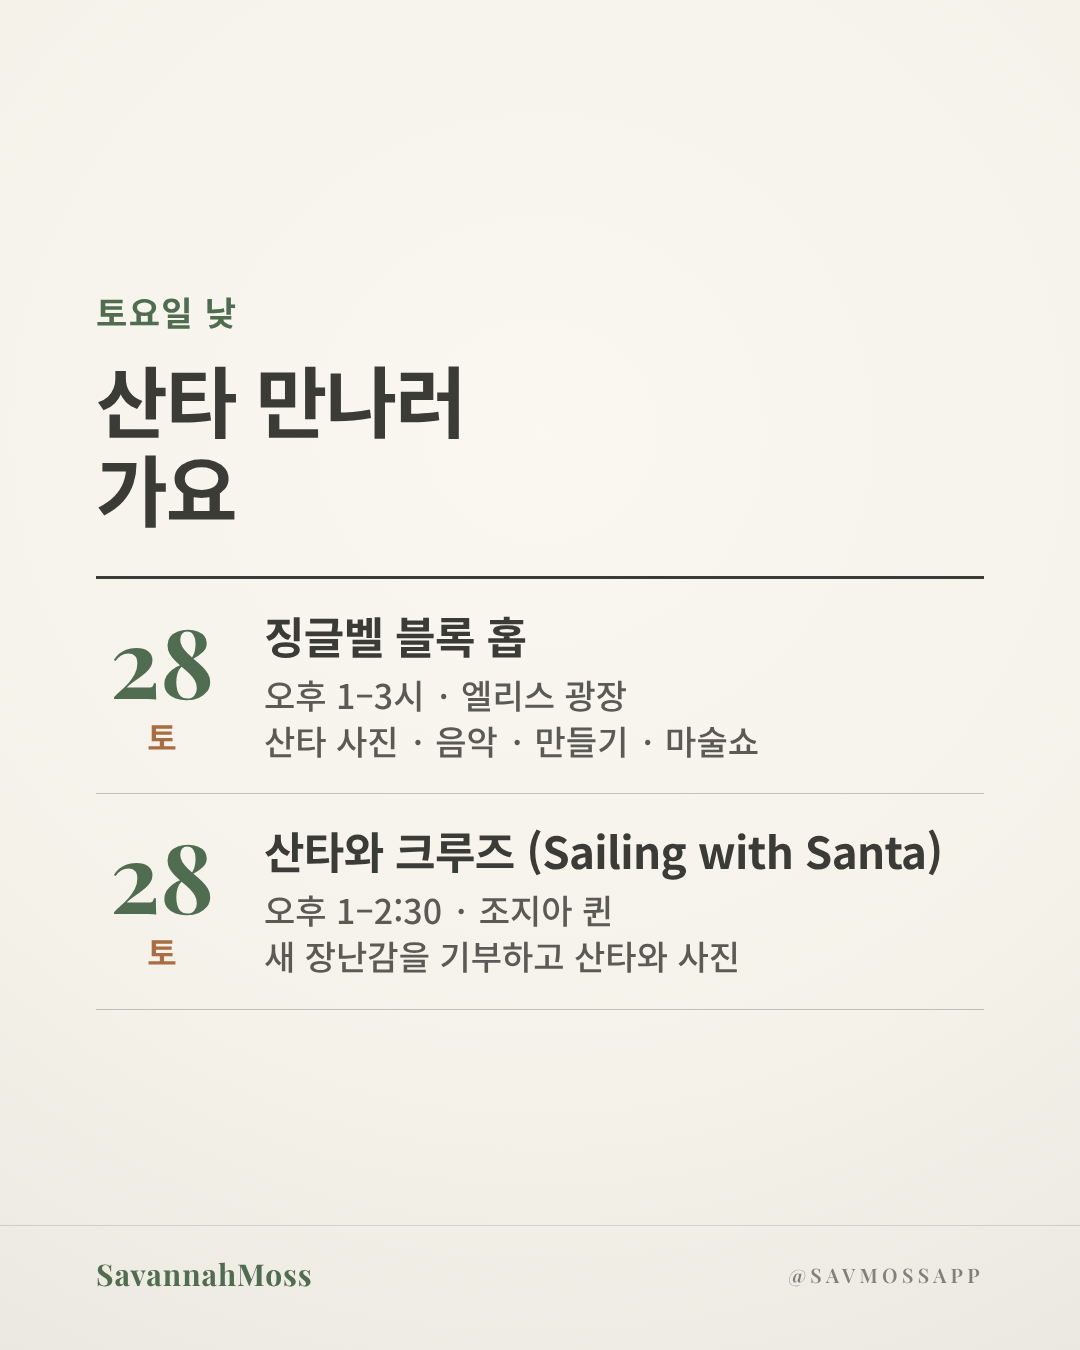 토요일 낮
산타 만나러
가요
28
토
징글벨 블록 홉
오후 1–3시 · 엘리스 광장
산타 사진 · 음악 · 만들기 · 마술쇼
28
토
산타와 크루즈 (Sailing with Santa)
오후 1–2:30 · 조지아 퀸
새 장난감을 기부하고 산타와 사진
SavannahMoss
@SAVMOSSAPP